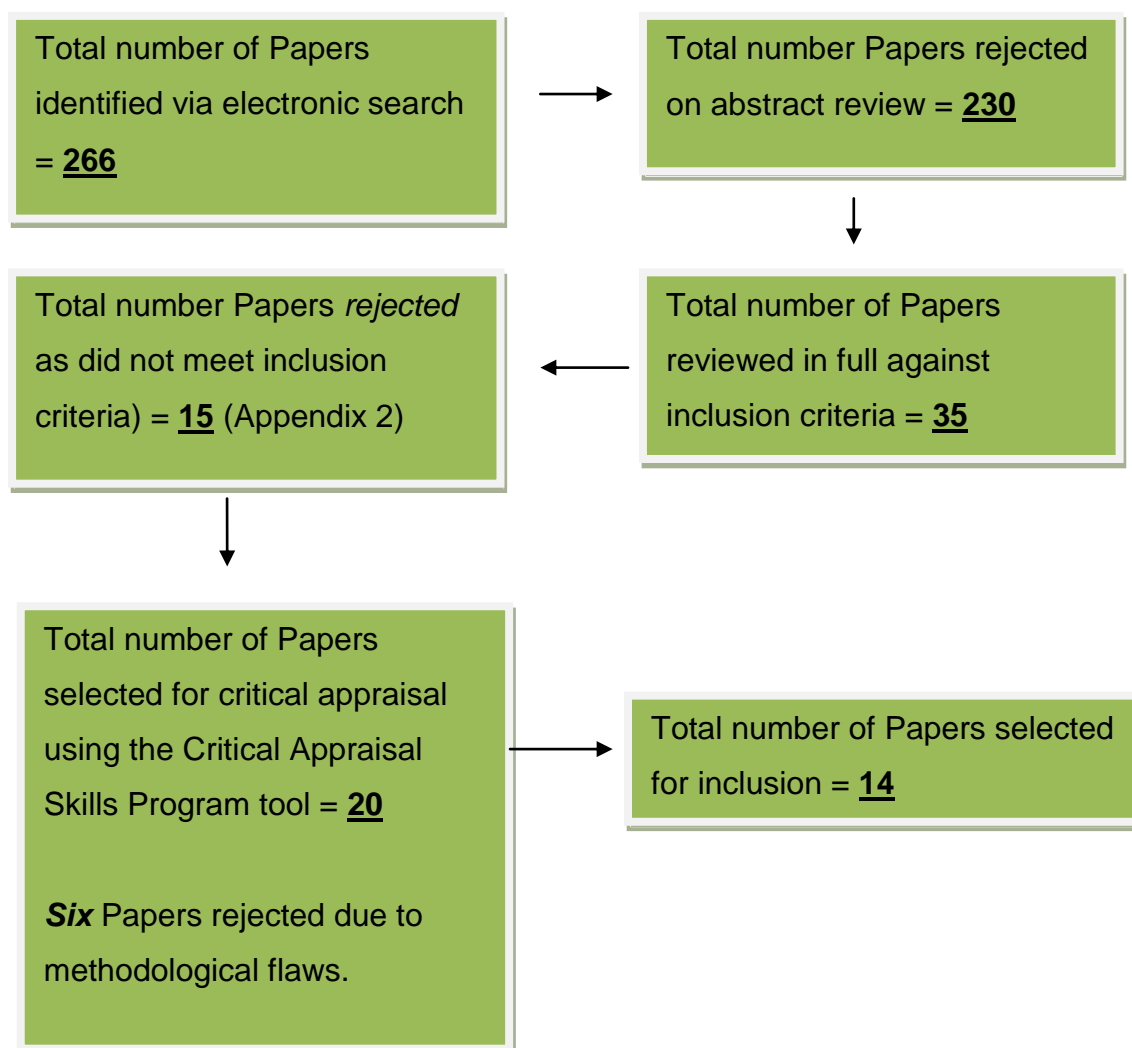 Total number of Papers
identified via electronic search
= 266
Total number Papers rejected
on abstract review = 230
Total number of Papers
reviewed in full against
inclusion criteria = 35
Total number Papers rejected
as did not meet inclusion
criteria) = 15 (Appendix 2)
Total number of Papers
selected for critical appraisal
using the Critical Appraisal
Skills Program tool = 20
Six Papers rejected due to
methodological flaws.
Total number of Papers selected
for inclusion = 14